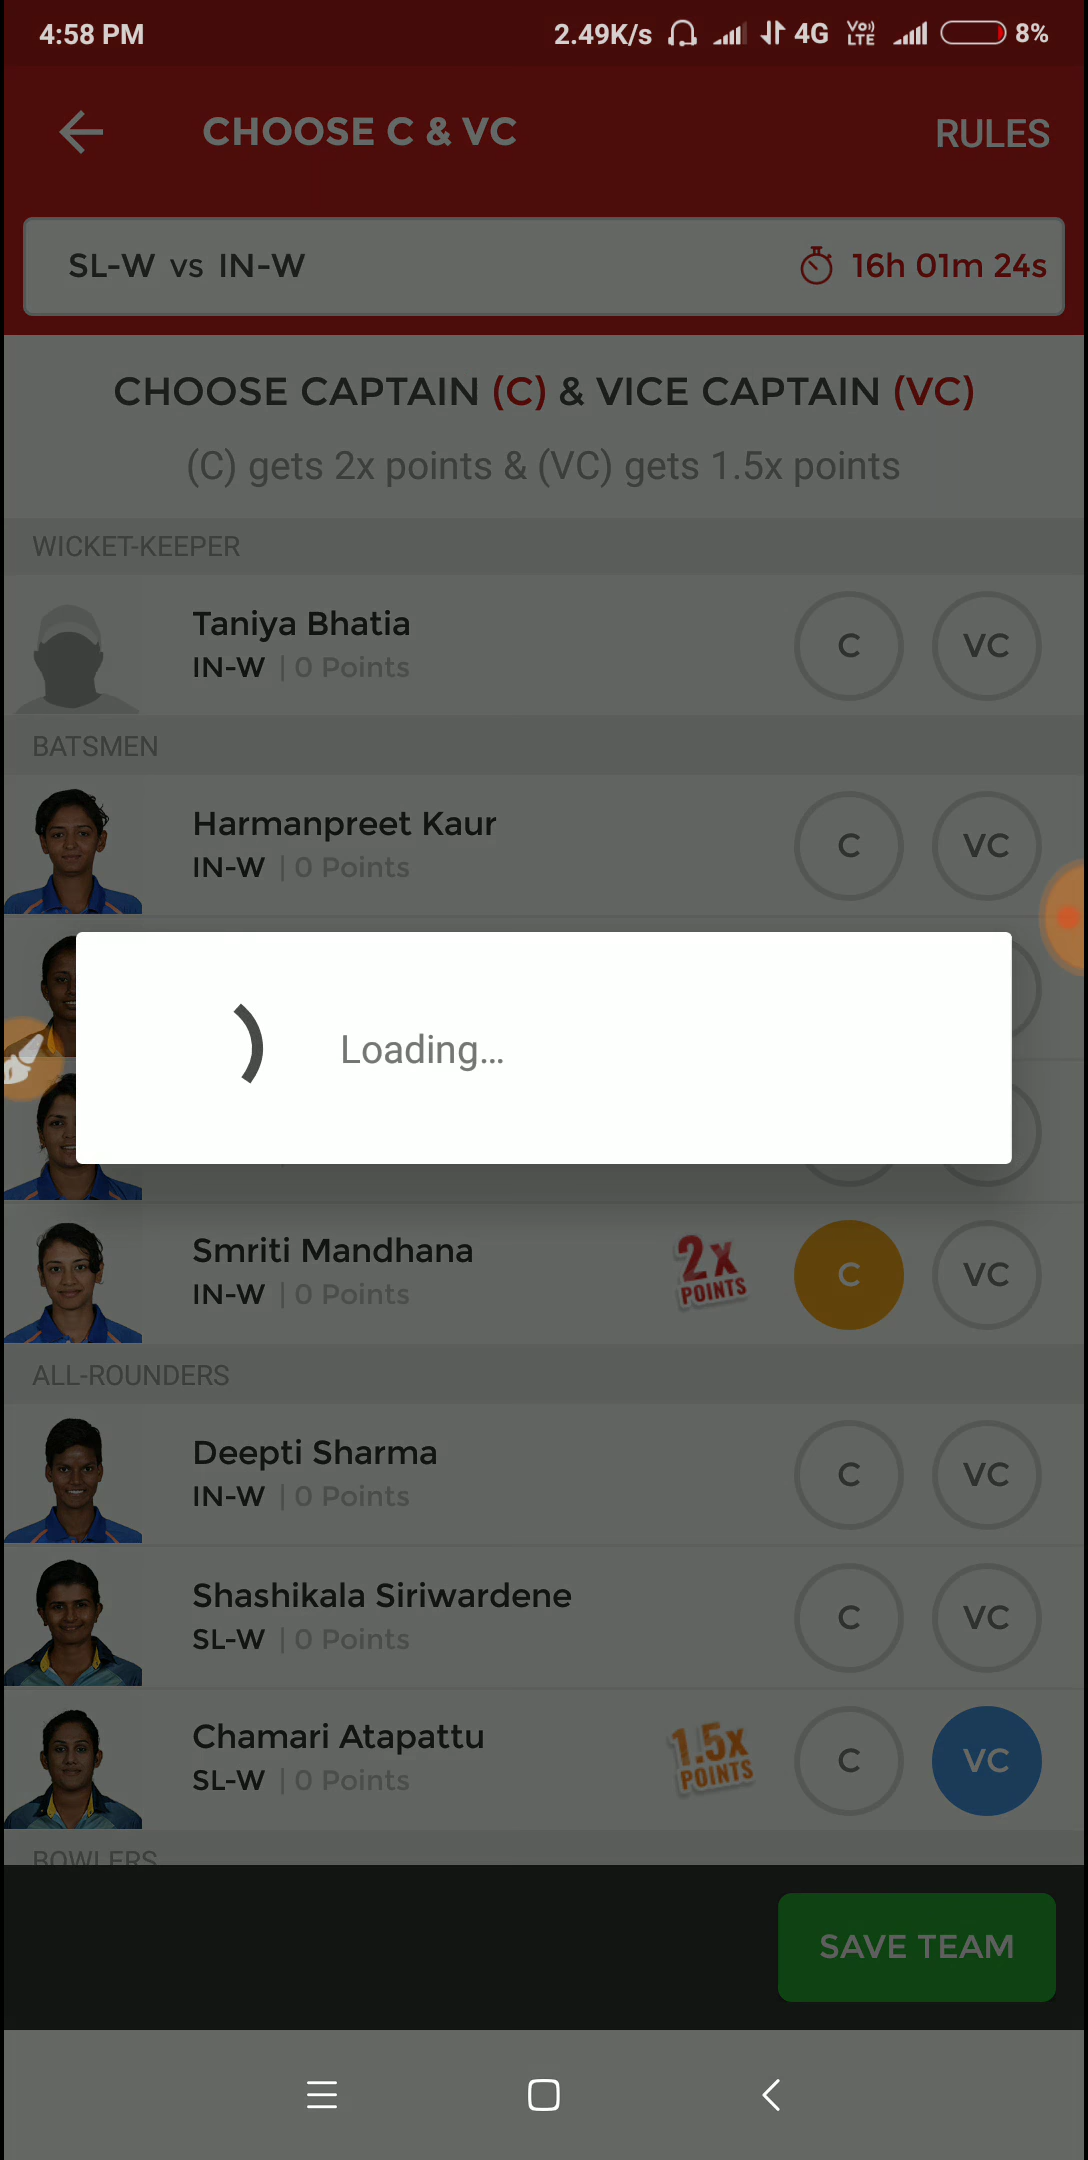 4:58 PM
2.49K/s 4G Vo)) LTE 8%
CHOOSE C & VC
RULES
SL-W vs IN-W
16h 01m 24s
CHOOSE CAPTAIN (C) & VICE CAPTAIN (VC)
(C) gets 2x points & (VC) gets 1.5x points
WICKET-KEEPER
Taniya Bhatia
IN-W | 0 Points
C VC
BATSMEN
Harmanpreet Kaur
IN-W | 0 Points
C VC
Loading...
Smriti Mandhana
IN-W | 0 Points
2x
POINTS
C VC
ALL-ROUNDERS
Deepti Sharma
IN-W | 0 Points
C VC
Shashikala Siriwardene
SL-W | 0 Points
C VC
Chamari Atapattu
SL-W | 0 Points
1.5x
POINTS
C VC
BOWLERS
SAVE TEAM